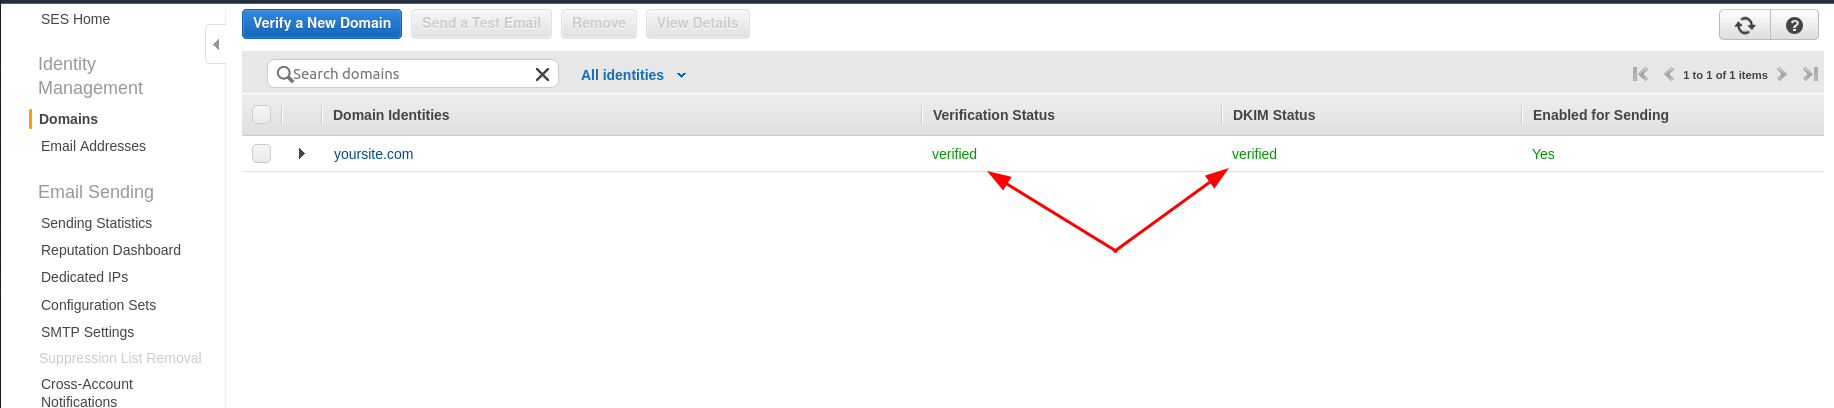 SES Home
Identity
Management
Domains
Email Addresses
Email Sending
Sending Statistics
Reputation Dashboard
Dedicated IPs
Configuration Sets
SMTP Settings
Suppression List Removal
Cross-Account
Notifications
Verify a New Domain Send a Test Email Remove View Details
Search domains All identities 1 to 1 of 1 items
Domain Identities Verification Status DKIM Status Enabled for Sending
yoursite.com verified verified Yes